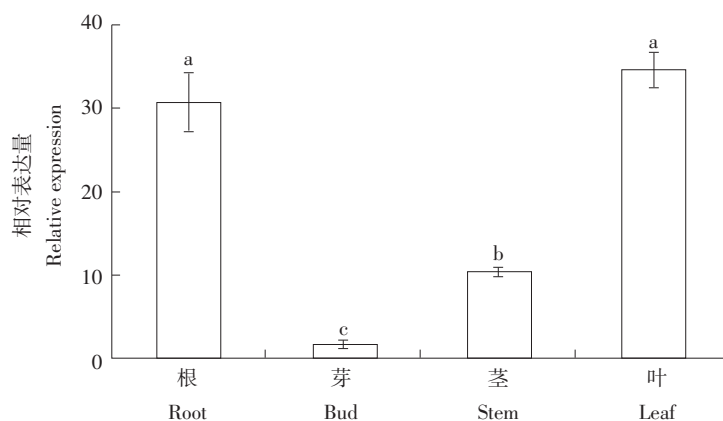 相对表达量
Relative expression
40
30
20
10
0
a
c
b
a
根
芽
茎
叶
Root
Bud
Stem
Leaf